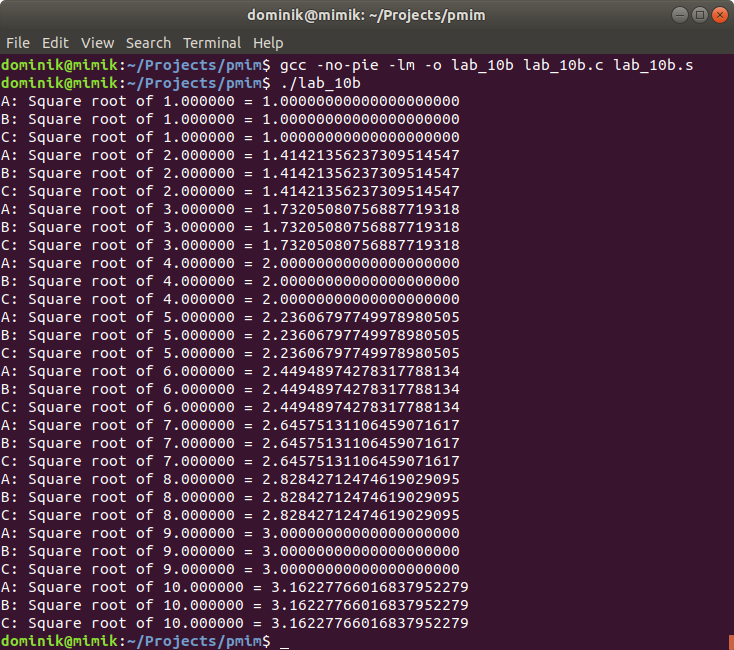 dominik@mimik: ~/Projects/pmim
File Edit View Search Terminal Help
dominik@mimik:~/Projects/pmim$ gcc -no-pie -lm -o lab_10b lab_10b.c lab_10b.s
dominik@mimik:~/Projects/pmim$ ./lab_10b
A: Square root of 1.000000 = 1.00000000000000000000
B: Square root of 1.000000 = 1.00000000000000000000
C: Square root of 1.000000 = 1.00000000000000000000
A: Square root of 2.000000 = 1.41421356237309514547
B: Square root of 2.000000 = 1.41421356237309514547
C: Square root of 2.000000 = 1.41421356237309514547
A: Square root of 3.000000 = 1.73205080756887719318
B: Square root of 3.000000 = 1.73205080756887719318
C: Square root of 3.000000 = 1.73205080756887719318
A: Square root of 4.000000 = 2.00000000000000000000
B: Square root of 4.000000 = 2.00000000000000000000
C: Square root of 4.000000 = 2.00000000000000000000
A: Square root of 5.000000 = 2.23606797749978980505
B: Square root of 5.000000 = 2.23606797749978980505
C: Square root of 5.000000 = 2.23606797749978980505
A: Square root of 6.000000 = 2.44948974278317788134
B: Square root of 6.000000 = 2.44948974278317788134
C: Square root of 6.000000 = 2.44948974278317788134
A: Square root of 7.000000 = 2.64575131106459071617
B: Square root of 7.000000 = 2.64575131106459071617
C: Square root of 7.000000 = 2.64575131106459071617
A: Square root of 8.000000 = 2.82842712474619029095
B: Square root of 8.000000 = 2.82842712474619029095
C: Square root of 8.000000 = 2.82842712474619029095
A: Square root of 9.000000 = 3.00000000000000000000
B: Square root of 9.000000 = 3.00000000000000000000
C: Square root of 9.000000 = 3.00000000000000000000
A: Square root of 10.000000 = 3.16227766016837952279
B: Square root of 10.000000 = 3.16227766016837952279
C: Square root of 10.000000 = 3.16227766016837952279
dominik@mimik:~/Projects/pmim$ _